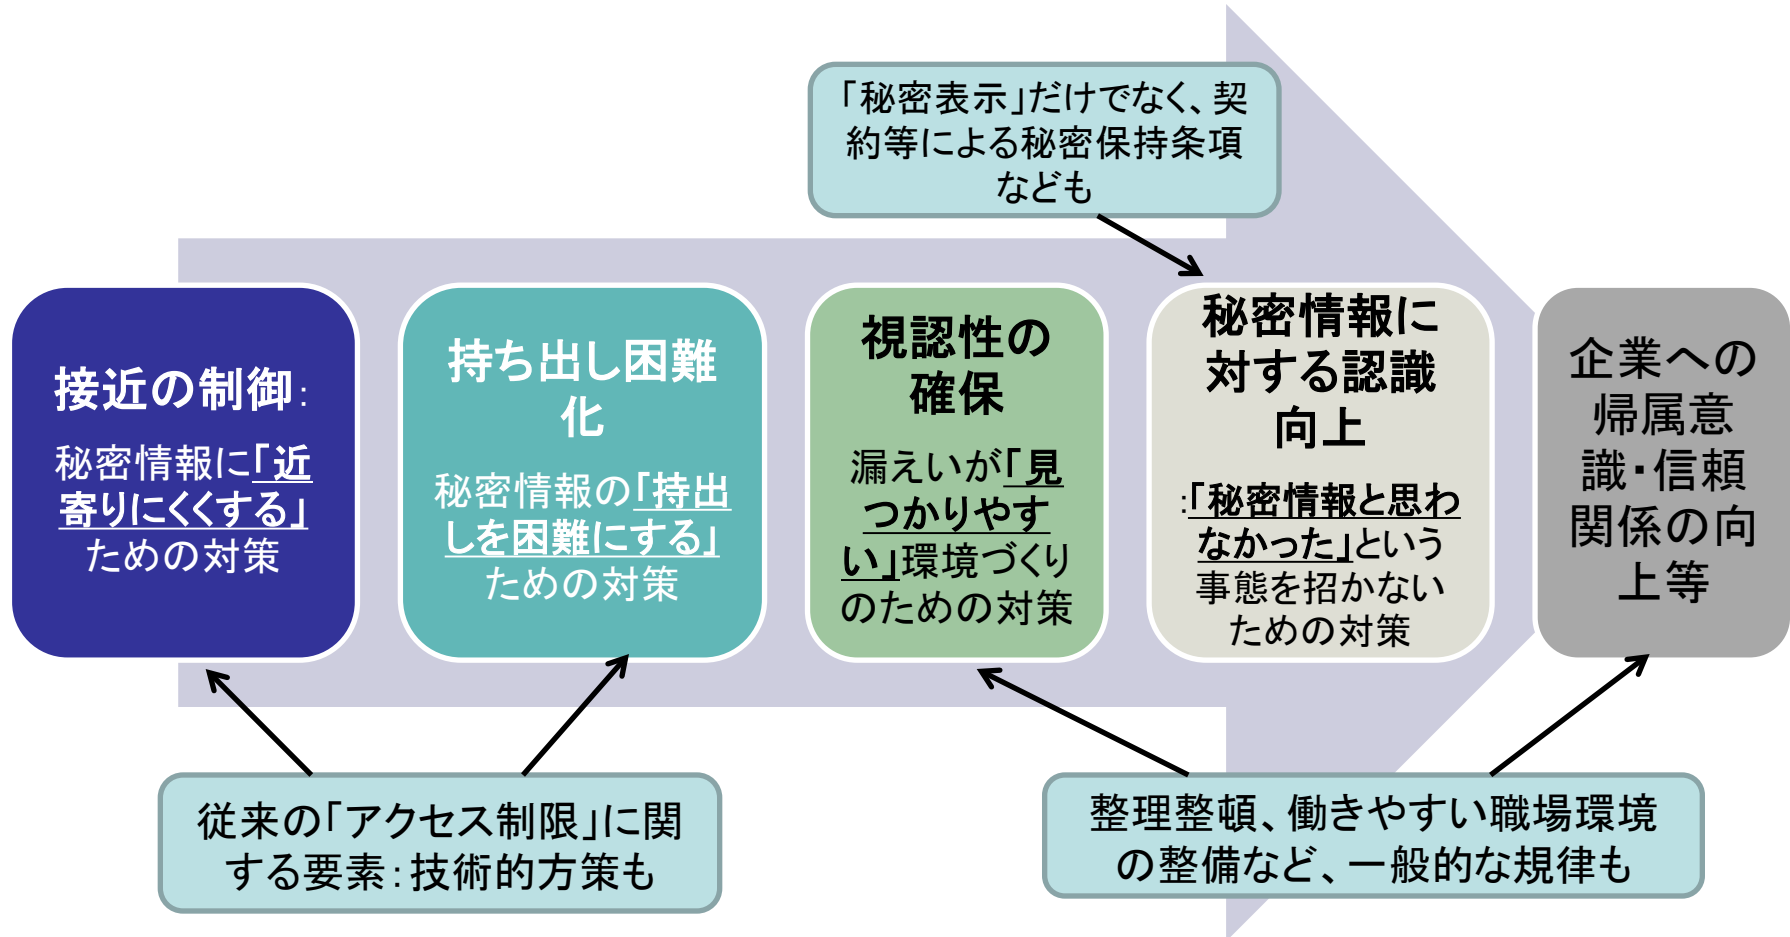 「秘密表示」だけでなく、契
約等による秘密保持条項
なども
接近の制御:
秘密情報に「近
寄りにくくする」
ための対策
持ち出し困難
化
秘密情報の「持出
しを困難にする」
ための対策
視認性の
確保
漏えいが「見
つかりやす
い」環境づくり
のための対策
秘密情報に
対する認識
向上
:「秘密情報と思わ
なかった」という
事態を招かない
ための対策
企業への
帰属意
識・信頼
関係の向
上等
従来の「アクセス制限」に関
する要素:技術的方策も
整理整頓、働きやすい職場環境
の整備など、一般的な規律も